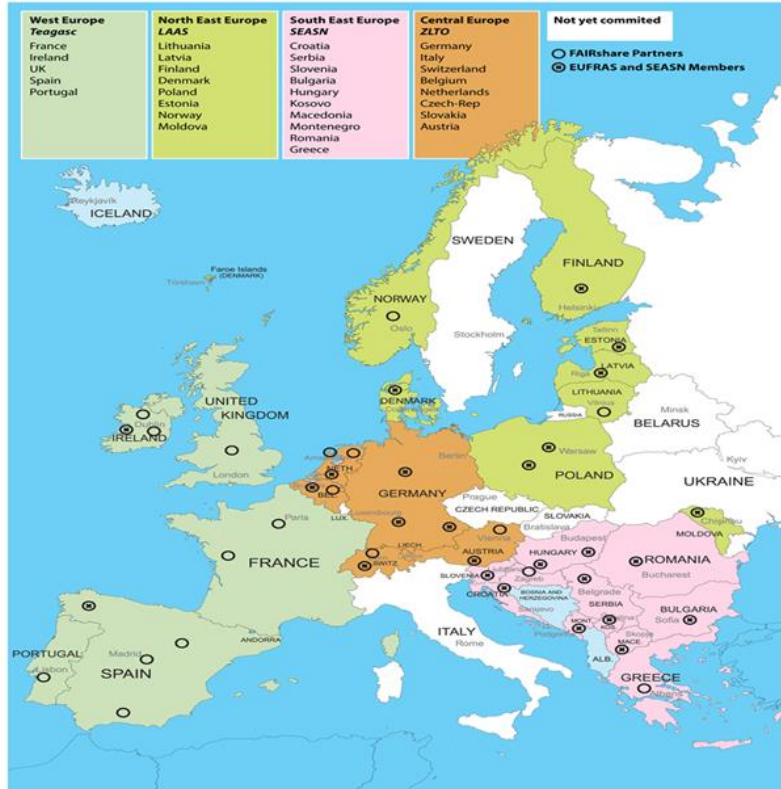 West Europe
Teagasc
France
Ireland
UK
Spain
Portugal
North East Europe
LAAS
Lithuania
Latvia
Finland
Denmark
Poland
Estonia
Norway
Moldova
South East Europe
SEASN
Croatia
Serbia
Slovenia
Bulgaria
Hungary
Kosovo
Macedonia
Montenegro
Romania
Greece
Central Europe
ZLTO
Germany
Italy
Switzerland
Belgium
Netherlands
Czech-Rep
Slovakia
Austria
Not yet commited
FAIRshare Partners
EUFRAS and SEASN Members
Reykjavik
ICELAND
SWEDEN
FINLAND
Faroe Islands
(DENMARK)
Tórshavn
NORWAY
Oslo
Helsinki
Stockholm
Tallinn
ESTONIA
Riga
LATVIA
LITHUANIA
Vilnius
DENMARK
RUSSIA
Minsk
BELARUS
UNITED
KINGDOM
Dublin
IRELAND
London
NETH
Berlin
Warsaw
POLAND
Kyiv
UKRAINE
BEL.
GERMANY
Prague
CZECH REPUBLIC
Luxembourg
LUX.
SLOVAKIA
Bratislava
Paris
FRANCE
Vienna
LIECH.
AUSTRIA
SWITZ
Budapest
HUNGARY
MOLDOVA
ROMANIA
Bucharest
SLOVENIA
Zagreb
CROATIA
BOSNIA AND
HERZEGOVINA
Belgrade
SERBIA
BULGARIA
Sofia
ITALY
Rome
MONT.
Podgorica
KOS.
Skopje
MACE.
ALB.
ANDORRA
PORTUGAL
Lisbon
Madrid
SPAIN
GREECE
Athens